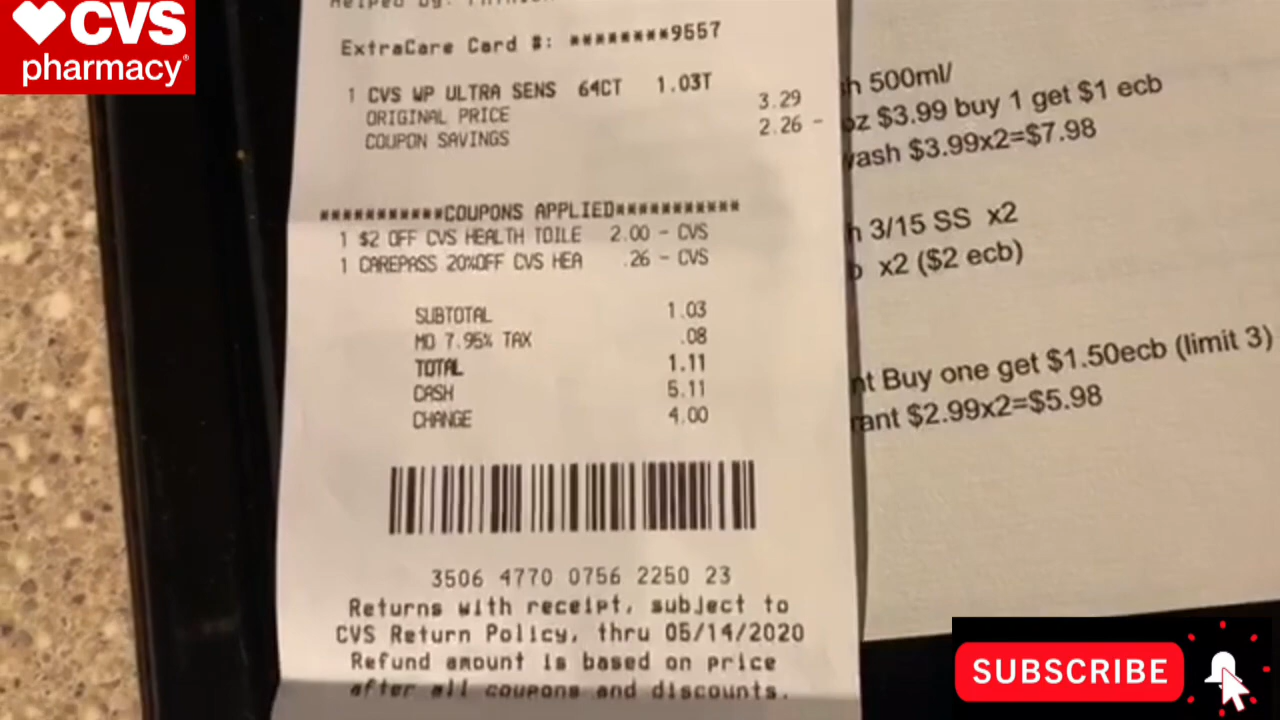 CVS
pharmacy®
ExtraCare Card #: ********9557
1 CVS WP ULTRA SENS 64CT 1.03T
ORIGINAL PRICE 3.29
COUPON SAVINGS 2.26 -
***********COUPONS APPLIED***********
1 $2 OFF CVS HEALTH TOILE 2.00 - CVS
1 CAREPASS 20%OFF CVS HEA .26 - CVS
SUBTOTAL 1.03
MO 7.95% TAX .08
TOTAL 1.11
CASH 5.11
CHANGE 4.00
3506 4770 0756 2250 23
Returns with receipt, subject to
CVS Return Policy, thru 05/14/2020
Refund amount is based on price
after all coupons and discounts.
h 500ml/
oz $3.99 buy 1 get $1 ecb
wash $3.99x2=$7.98
h 3/15 SS x2
x2 ($2 ecb)
nt Buy one get $1.50ecb (limit 3)
rant $2.99x2=$5.98
SUBSCRIBE